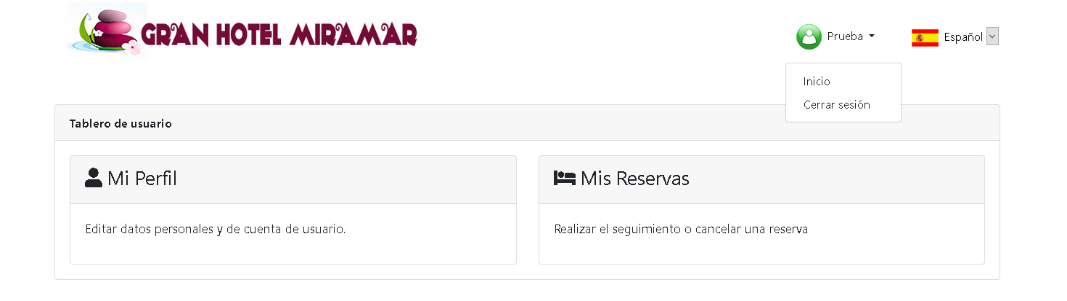 GRAN HOTEL MIRAMAR
Prueba
Español
Inicio
Cerrar sesión
Tablero de usuario
Mi Perfil
Mis Reservas
Editar datos personales y de cuenta de usuario.
Realizar el seguimiento o cancelar una reserva